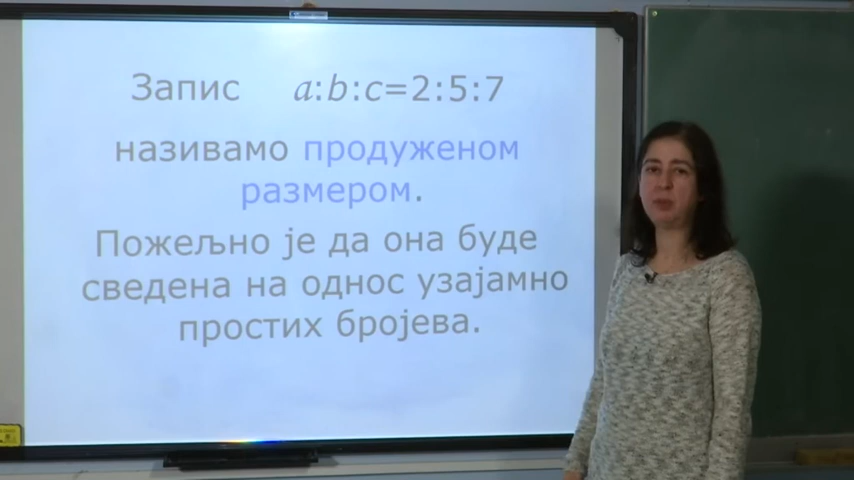 Запис a:b:c=2:5:7
називамо продуженом
размером.
Пожељно је да она буде
сведена на однос узајамно
простих бројева.